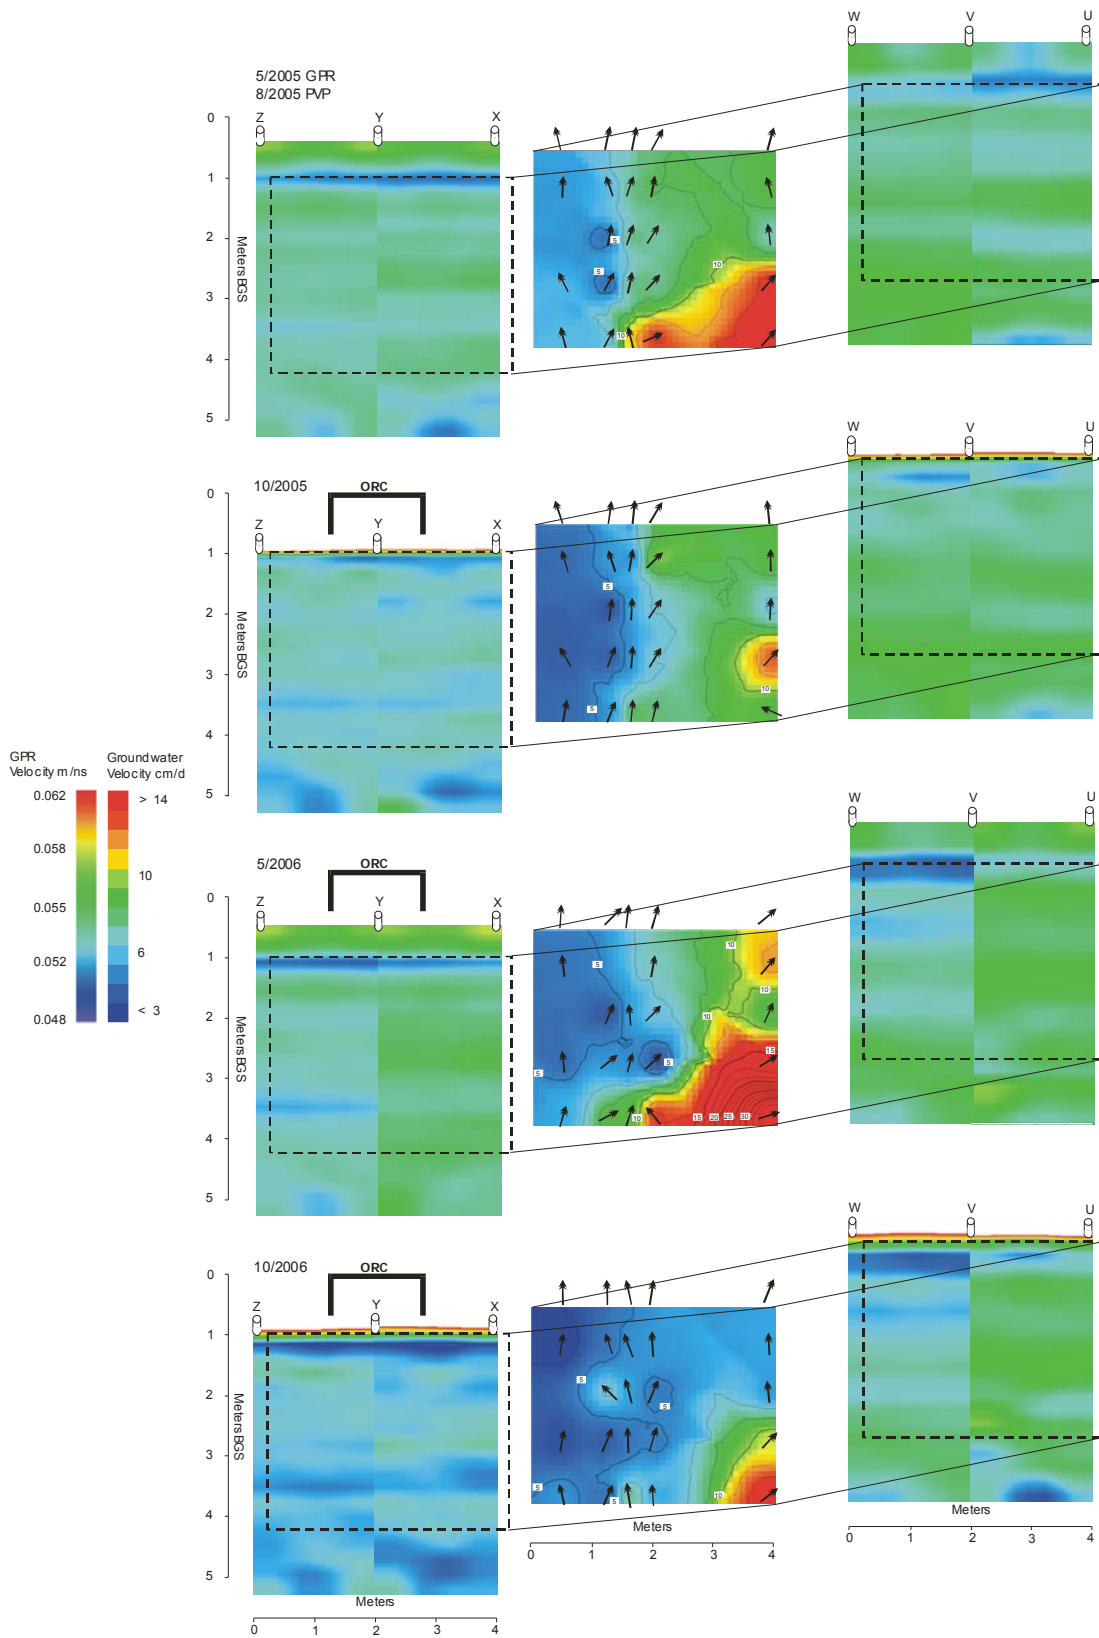 W V U
5/2005 GPR
8/2005 PVP
Z Y X
0
1
2
3
4
5
Meters BGS
5
5
10
10
W V U
10/2005
ORC
Z Y X
0
1
2
3
4
5
Meters BGS
5
5
10
GPR
Velocity m/ns
Groundwater
Velocity cm/d
0.062
0.058
0.055
0.052
0.048
> 14
10
6
< 3
W V U
5/2006
ORC
Z Y X
0
1
2
3
4
5
Meters BGS
5
10
10
10
5
5
15
10
15 20 25 30
W V U
10/2006
ORC
Z Y X
0
1
2
3
4
5
Meters BGS
5
5
5
5
10
Meters
0 1 2 3 4
Meters
0 1 2 3 4
Meters
0 1 2 3 4